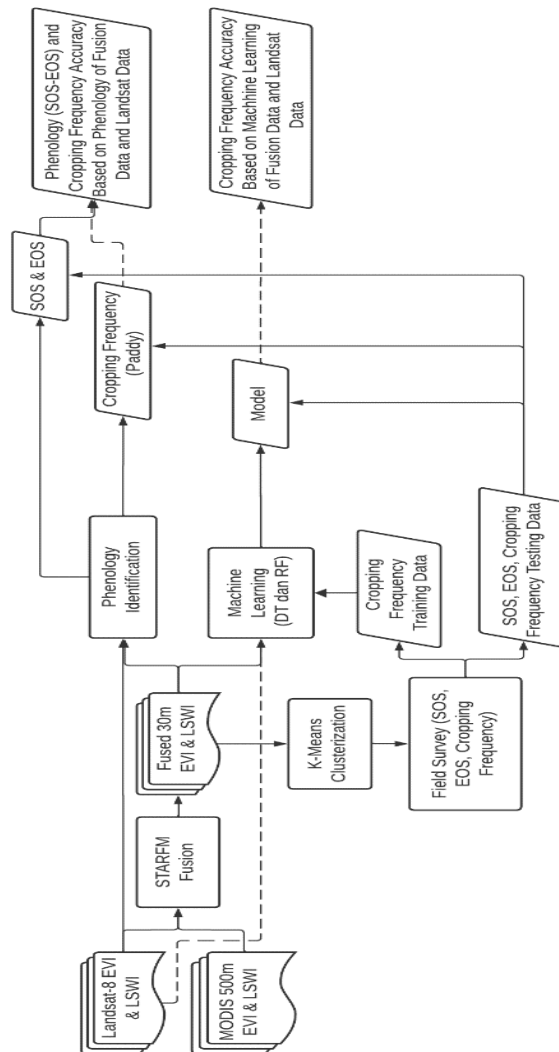 Landsat-8 EVI
& LSWI
MODIS 500m
EVI & LSWI
STARFM
Fusion
Fused 30m
EVI & LSWI
K-Means
Clusterization
Field Survey (SOS,
EOS, Cropping
Frequency)
Phenology
Identification
Machine
Learning
(DT dan RF)
Cropping
Frequency
Training Data
SOS, EOS, Cropping
Frequency Testing Data
SOS & EOS
Cropping Frequency
(Paddy)
Model
Phenology (SOS-EOS) and
Cropping Frequency Accuracy
Based on Phenology of Fusion
Data and Landsat Data
Cropping Frequency Accuracy
Based on Machhine Learning
of Fusion Data and Landsat
Data